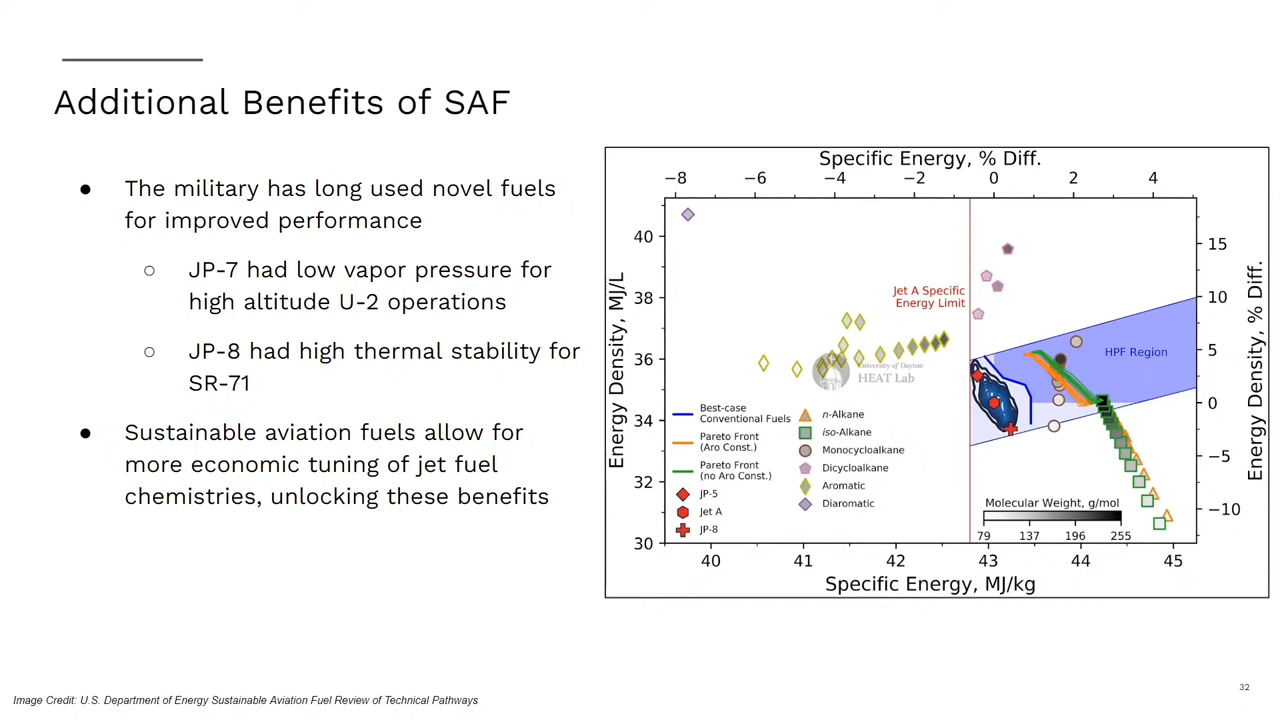 Additional Benefits of SAF
● The military has long used novel fuels
for improved performance
○ JP-7 had low vapor pressure for
high altitude U-2 operations
○ JP-8 had high thermal stability for
SR-71
● Sustainable aviation fuels allow for
more economic tuning of jet fuel
chemistries, unlocking these benefits
Specific Energy, % Diff.
−8 −6 −4 −2 0 2 4
Energy Density, MJ/L
40
38
36
34
32
30
Jet A Specific
Energy Limit
HPF Region
University of Dayton
HEAT Lab
Best-case
Conventional Fuels
Pareto Front
(Aro Const.)
Pareto Front
(no Aro Const.)
JP-5
Jet A
JP-8
n-Alkane
iso-Alkane
Monocycloalkane
Dicycloalkane
Aromatic
Diaromatic
Molecular Weight, g/mol
79 137 196 255
15
10
5
0
−5
−10
Energy Density, % Diff.
40 41 42 43 44 45
Specific Energy, MJ/kg
32
Image Credit: U.S. Department of Energy Sustainable Aviation Fuel Review of Technical Pathways